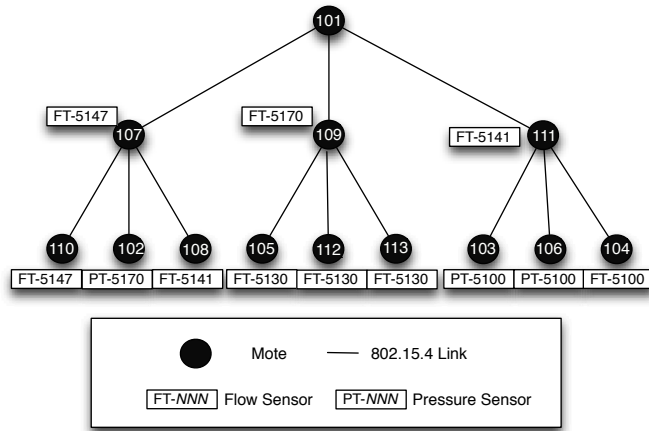 101
FT-5147
FT-5170
FT-5141
107
109
111
110
102
108
105
112
113
103
106
104
FT-5147
PT-5170
FT-5141
FT-5130
FT-5130
FT-5130
PT-5100
PT-5100
FT-5100
Mote
802.15.4 Link
FT-NNN Flow Sensor
PT-NNN Pressure Sensor